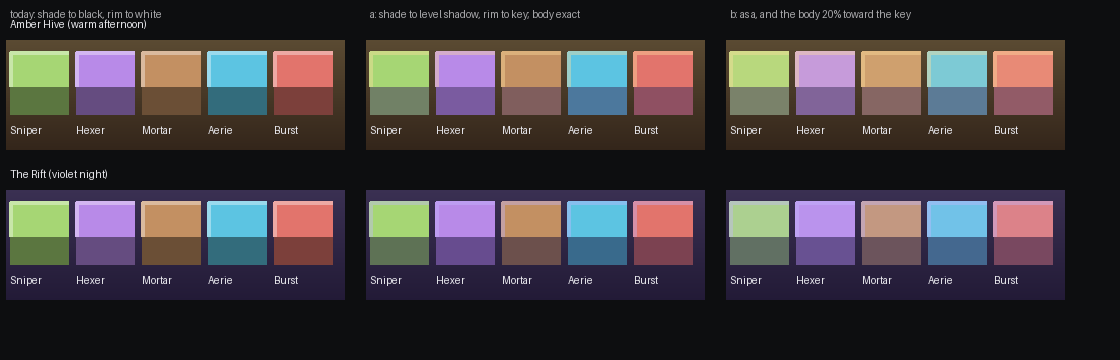 today: shade to black, rim to white
a: shade to level shadow, rim to key; body exact
b: as a, and the body 20% toward the key
Amber Hive (warm afternoon)
Sniper Hexer Mortar Aerie Burst
Sniper Hexer Mortar Aerie Burst
Sniper Hexer Mortar Aerie Burst
The Rift (violet night)
Sniper Hexer Mortar Aerie Burst
Sniper Hexer Mortar Aerie Burst
Sniper Hexer Mortar Aerie Burst